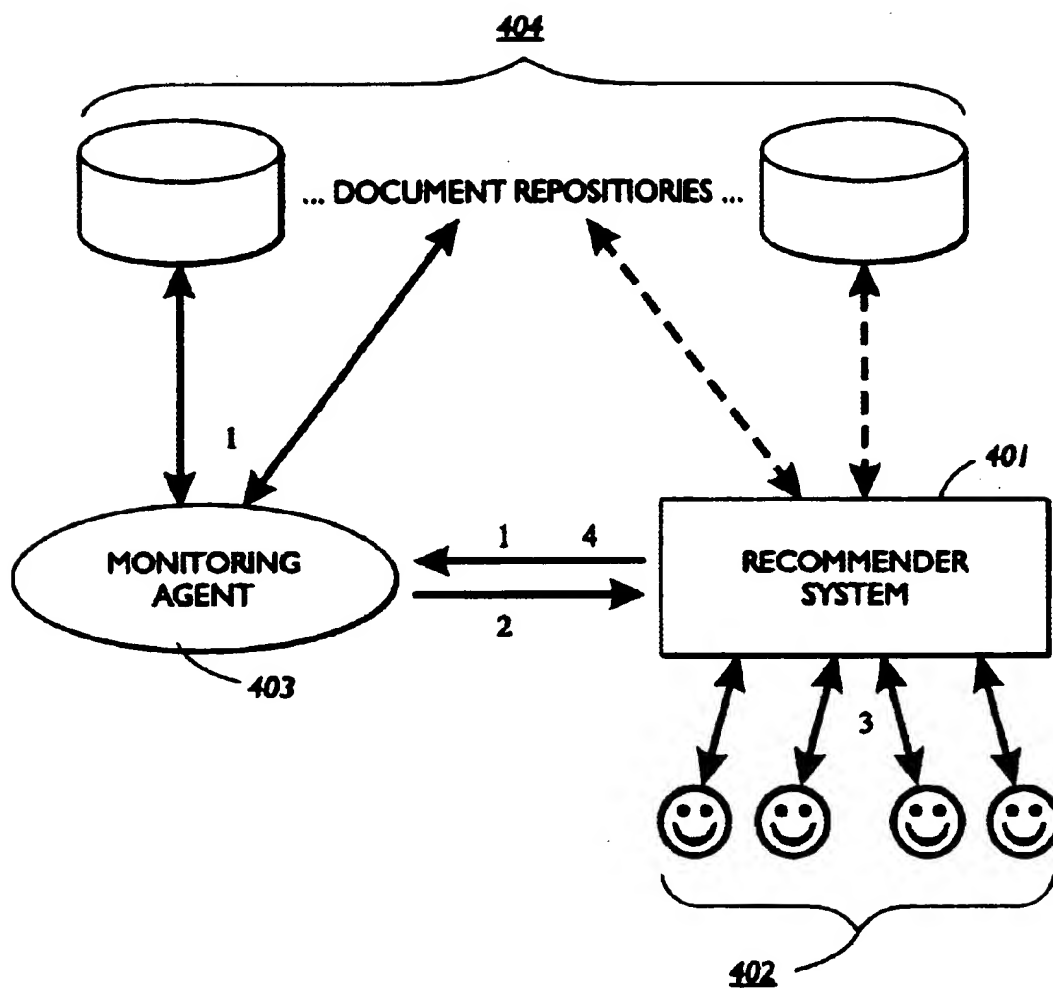 404
... DOCUMENT REPOSITIORIES ...
1
401
MONITORING
AGENT
1 4
2
RECOMMENDER
SYSTEM
403
3
402